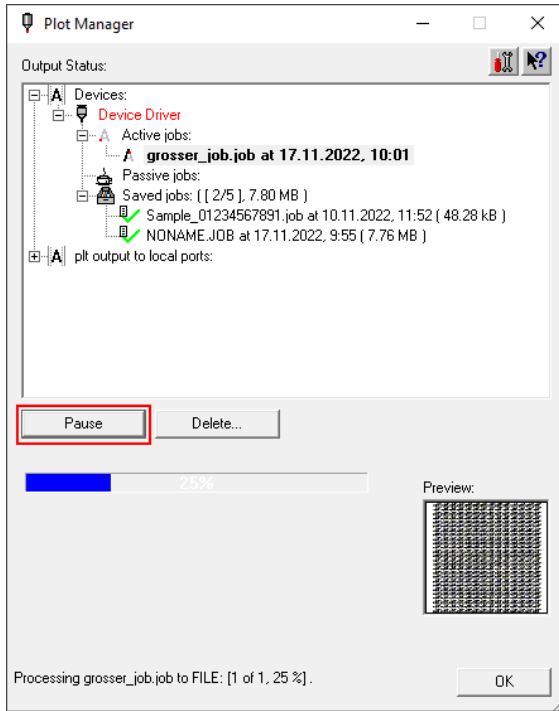 Plot Manager
Output Status:
Devices:
Device Driver
Active jobs:
grosser_job.job at 17.11.2022, 10:01
Passive jobs:
Saved jobs: ( [ 2/5 ], 7.80 MB )
Sample_01234567891.job at 10.11.2022, 11:52 ( 48.28 kB )
NONAME.JOB at 17.11.2022, 9:55 ( 7.76 MB )
plt output to local ports:
Pause
Delete...
25%
Preview:
Processing grosser_job.job to FILE: [1 of 1, 25 %] .
OK